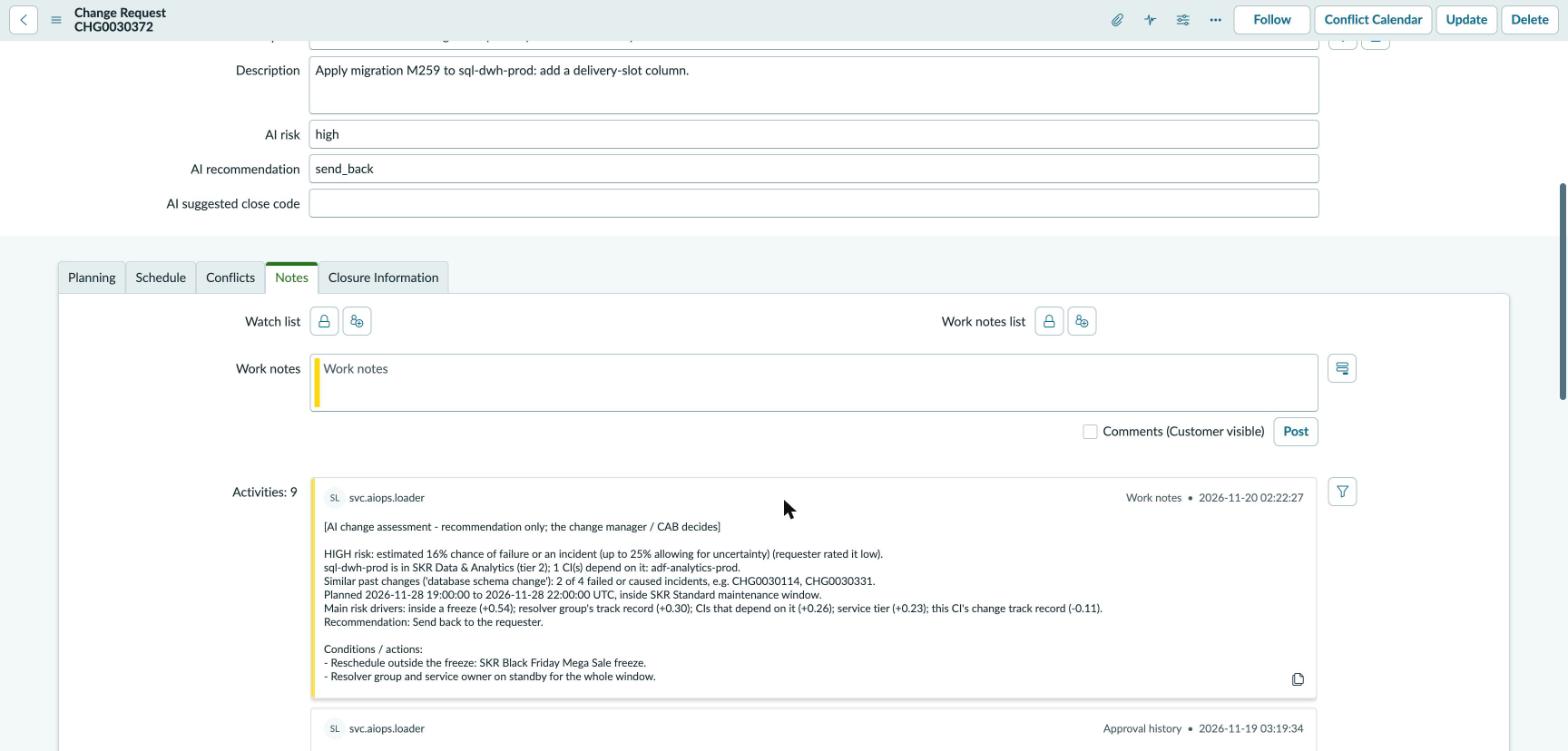 Change Request
CHG0030372
Follow
Conflict Calendar
Update
Delete
Description
Apply migration M259 to sql-dwh-prod: add a delivery-slot column.
AI risk
high
AI recommendation
send_back
AI suggested close code
Planning
Schedule
Conflicts
Notes
Closure Information
Watch list
Work notes list
Work notes
Work notes
Comments (Customer visible)
Post
Activities: 9
SL svc.aiops.loader
Work notes • 2026-11-20 02:22:27
[AI change assessment - recommendation only; the change manager / CAB decides]
HIGH risk: estimated 16% chance of failure or an incident (up to 25% allowing for uncertainty) (requester rated it low).
sql-dwh-prod is in SKR Data & Analytics (tier 2); 1 CI(s) depend on it: adf-analytics-prod.
Similar past changes ('database schema change'): 2 of 4 failed or caused incidents, e.g. CHG0030114, CHG0030331.
Planned 2026-11-28 19:00:00 to 2026-11-28 22:00:00 UTC, inside SKR Standard maintenance window.
Main risk drivers: inside a freeze (+0.54); resolver group's track record (+0.30); CIs that depend on it (+0.26); service tier (+0.23); this CI's change track record (-0.11).
Recommendation: Send back to the requester.
Conditions / actions:
- Reschedule outside the freeze: SKR Black Friday Mega Sale freeze.
- Resolver group and service owner on standby for the whole window.
SL svc.aiops.loader
Approval history • 2026-11-19 03:19:34